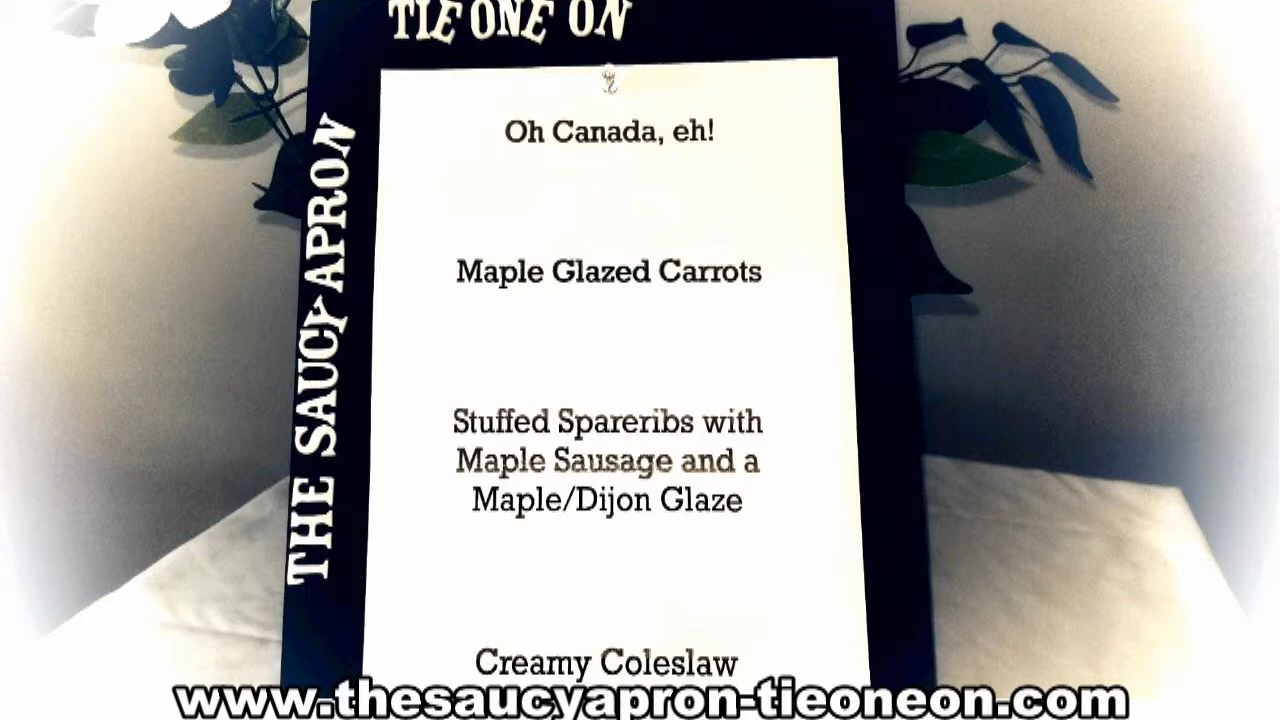 TIE ONE ON
THE SAUCY APRON
Oh Canada, eh!
Maple Glazed Carrots
Stuffed Spareribs with
Maple Sausage and a
Maple/Dijon Glaze
Creamy Coleslaw
www.thesaucyapron-tieoneon.com